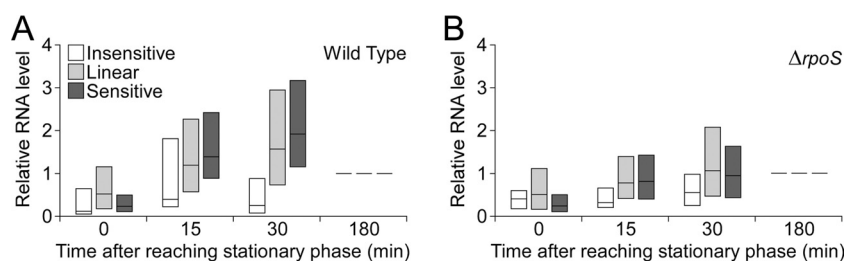 A
Relative RNA level
4
3
2
1
0
Insensitive
Linear
Sensitive
Wild Type
0 15 30 180
Time after reaching stationary phase (min)
B
Relative RNA level
4
3
2
1
0
ΔrpoS
0 15 30 180
Time after reaching stationary phase (min)